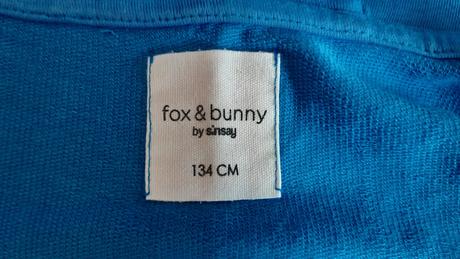 fox & bunny
by sinsay
134 CM